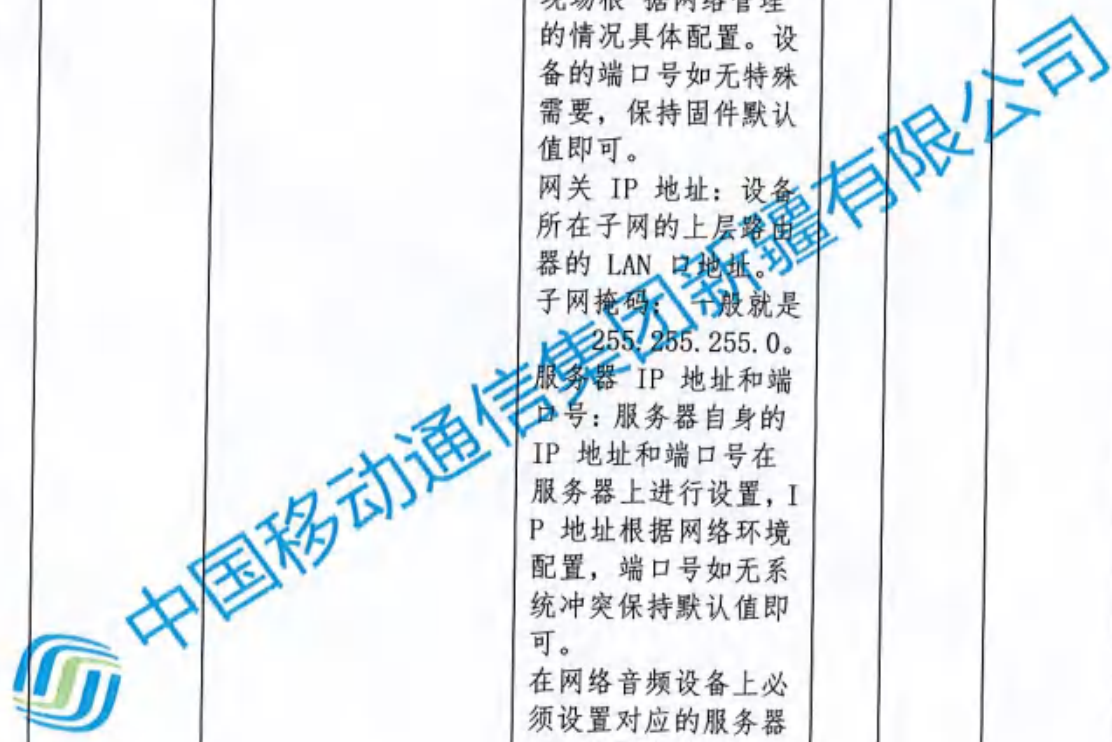 现场根 据网络管理
的情况具体配置。设
备的端口号如无特殊
需要，保持固件默认
值即可。
网关 IP 地址：设备
所在子网的上层路由
器的 LAN 口地址。
子网掩码： 一般就是
255.255.255.0。
服务器 IP 地址和端
口号：服务器自身的
IP 地址和端口号在
服务器上进行设置，I
P 地址根据网络环境
配置，端口号如无系
统冲突保持默认值即
可。
在网络音频设备上必
须设置对应的服务器
中国移动通信集团新疆有限公司